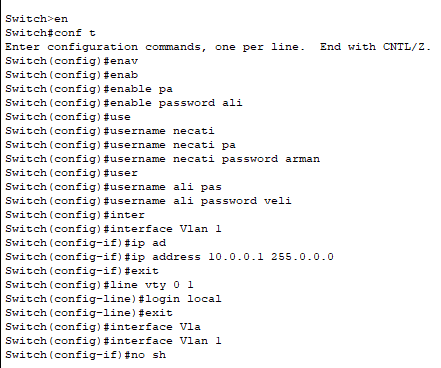 Switch>en
Switch#conf t
Enter configuration commands, one per line.  End with CNTL/Z.
Switch(config)#enav
Switch(config)#enab
Switch(config)#enable pa
Switch(config)#enable password ali
Switch(config)#use
Switch(config)#username necati
Switch(config)#username necati pa
Switch(config)#username necati password arman
Switch(config)#user
Switch(config)#username ali pas
Switch(config)#username ali password veli
Switch(config)#inter
Switch(config)#interface Vlan 1
Switch(config-if)#ip ad
Switch(config-if)#ip address 10.0.0.1 255.0.0.0
Switch(config-if)#exit
Switch(config)#line vty 0 1
Switch(config-line)#login local
Switch(config-line)#exit
Switch(config)#interface Vla
Switch(config)#interface Vlan 1
Switch(config-if)#no sh